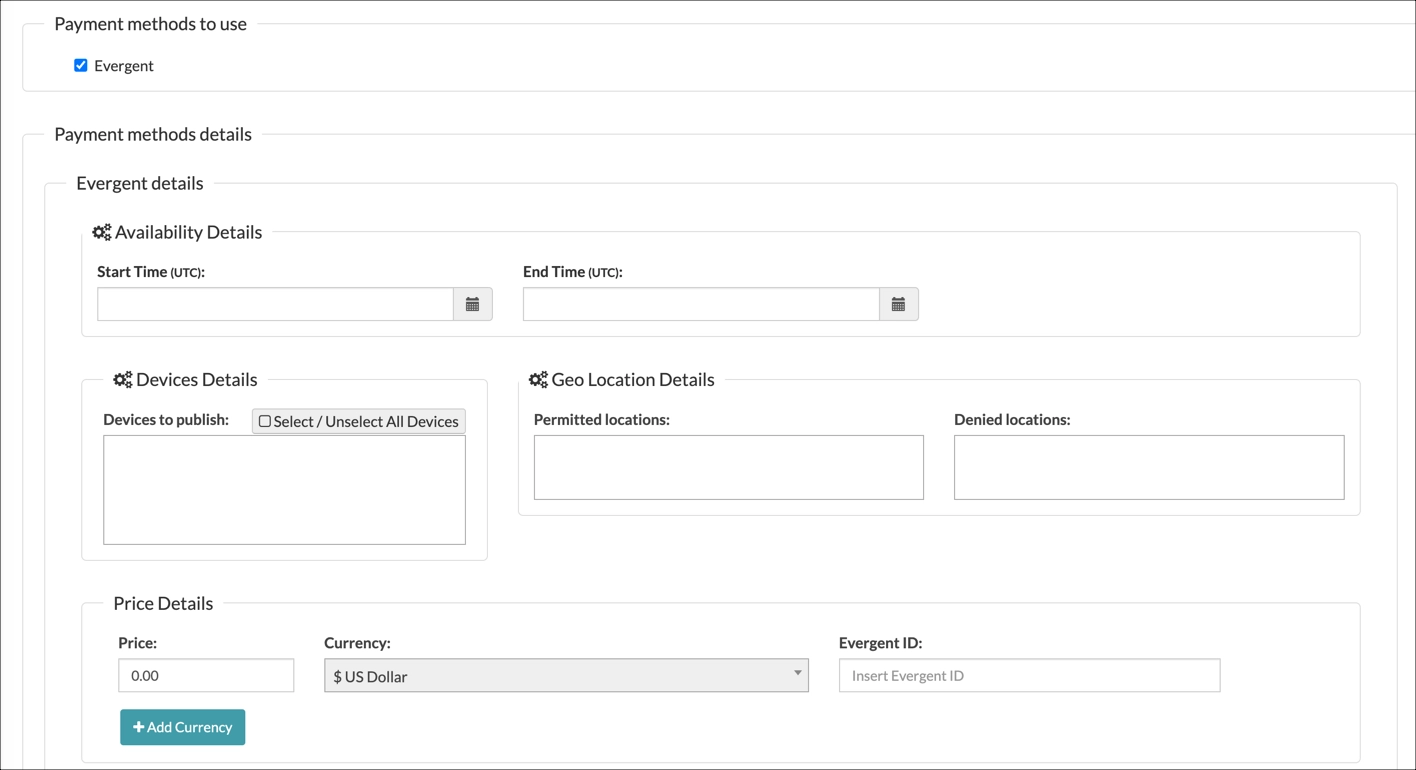 Payment methods to use
Evergent
Payment methods details
Evergent details
Availability Details
Start Time (UTC): End Time (UTC):
Devices Details Geo Location Details
Devices to publish: Select / Unselect All Devices Permitted locations: Denied locations:
Price Details
Price: Currency: Evergent ID:
0.00 $ US Dollar Insert Evergent ID
+ Add Currency